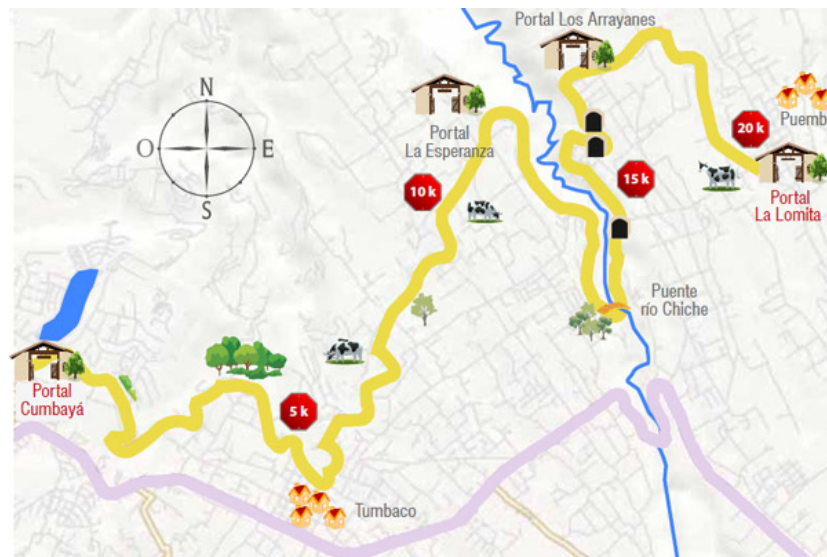 Portal Los Arrayanes
N
O
E
S
Portal
La Esperanza
Puemb
20 k
10 k
15 k
Portal
La Lomita
Puente
río Chiche
Portal
Cumbayá
5 k
Tumbaco